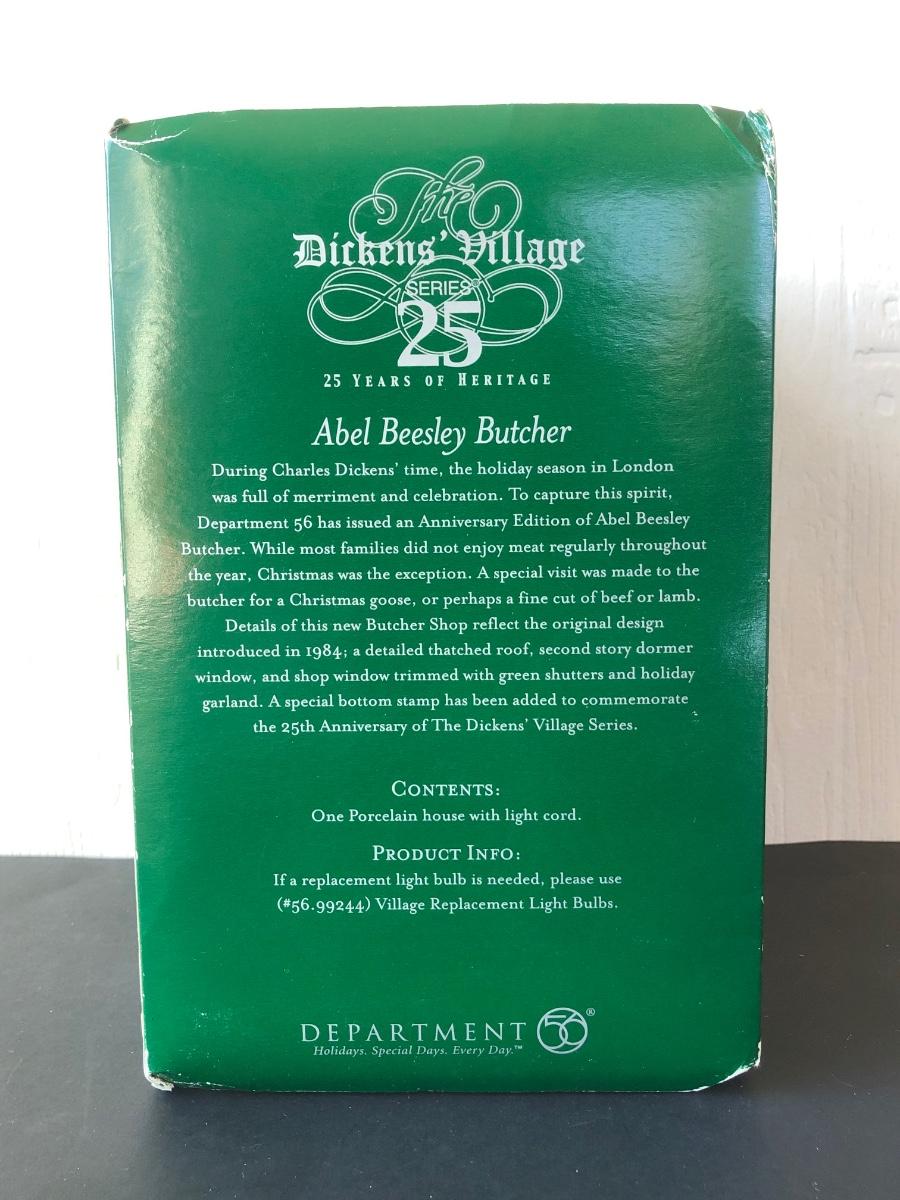 The
Dickens' Village
SERIES®
25
25 YEARS OF HERITAGE
Abel Beesley Butcher
During Charles Dickens' time, the holiday season in London
was full of merriment and celebration. To capture this spirit,
Department 56 has issued an Anniversary Edition of Abel Beesley
Butcher. While most families did not enjoy meat regularly throughout
the year, Christmas was the exception. A special visit was made to the
butcher for a Christmas goose, or perhaps a fine cut of beef or lamb.
Details of this new Butcher Shop reflect the original design
introduced in 1984; a detailed thatched roof, second story dormer
window, and shop window trimmed with green shutters and holiday
garland. A special bottom stamp has been added to commemorate
the 25th Anniversary of The Dickens' Village Series.
CONTENTS:
One Porcelain house with light cord.
PRODUCT INFO:
If a replacement light bulb is needed, please use
(#56.99244) Village Replacement Light Bulbs.
DEPARTMENT 56®
Holidays. Special Days. Every Day.™